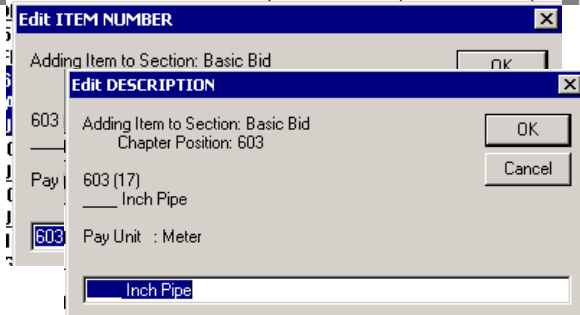 Edit ITEM NUMBER
Adding Item to Section: Basic Bid
OK
603
Pay
603
Edit DESCRIPTION
Adding Item to Section: Basic Bid
Chapter Position: 603
OK
Cancel
603 (17)
____ Inch Pipe
Pay Unit : Meter
____ Inch Pipe